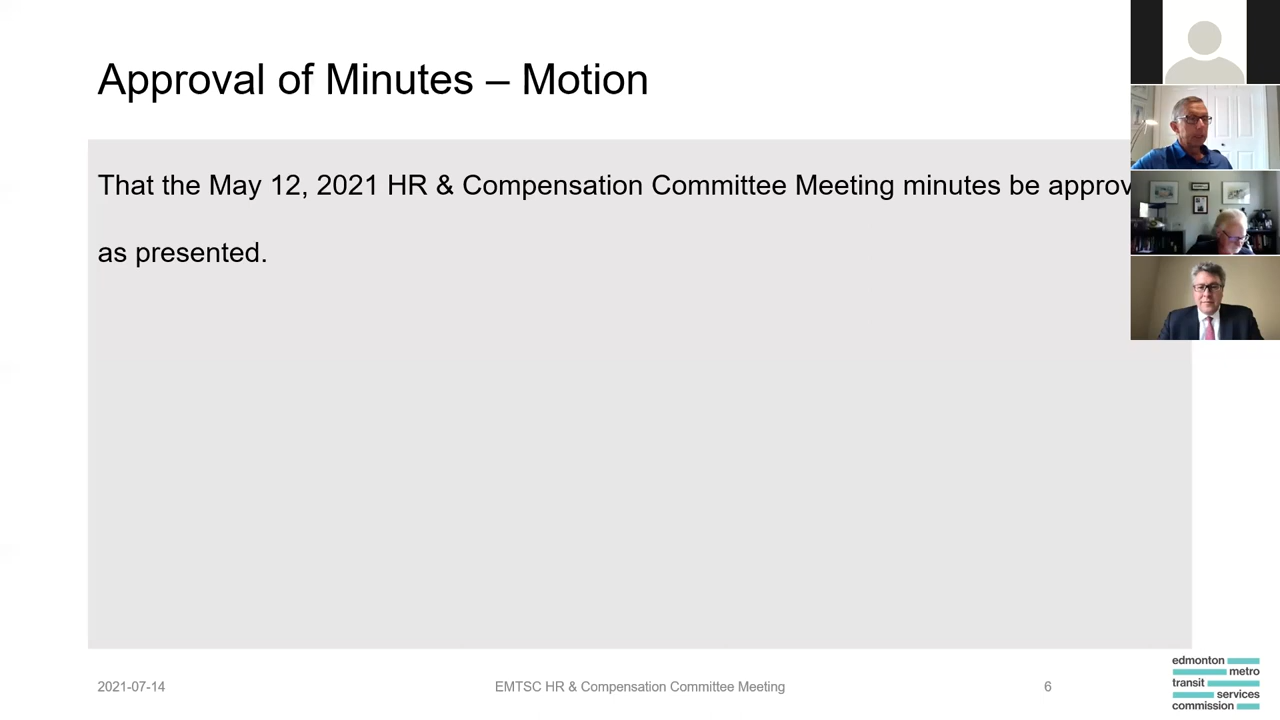 Approval of Minutes – Motion
That the May 12, 2021 HR & Compensation Committee Meeting minutes be approv
as presented.
2021-07-14
EMTSC HR & Compensation Committee Meeting
6
edmonton
metro
transit
services
commission